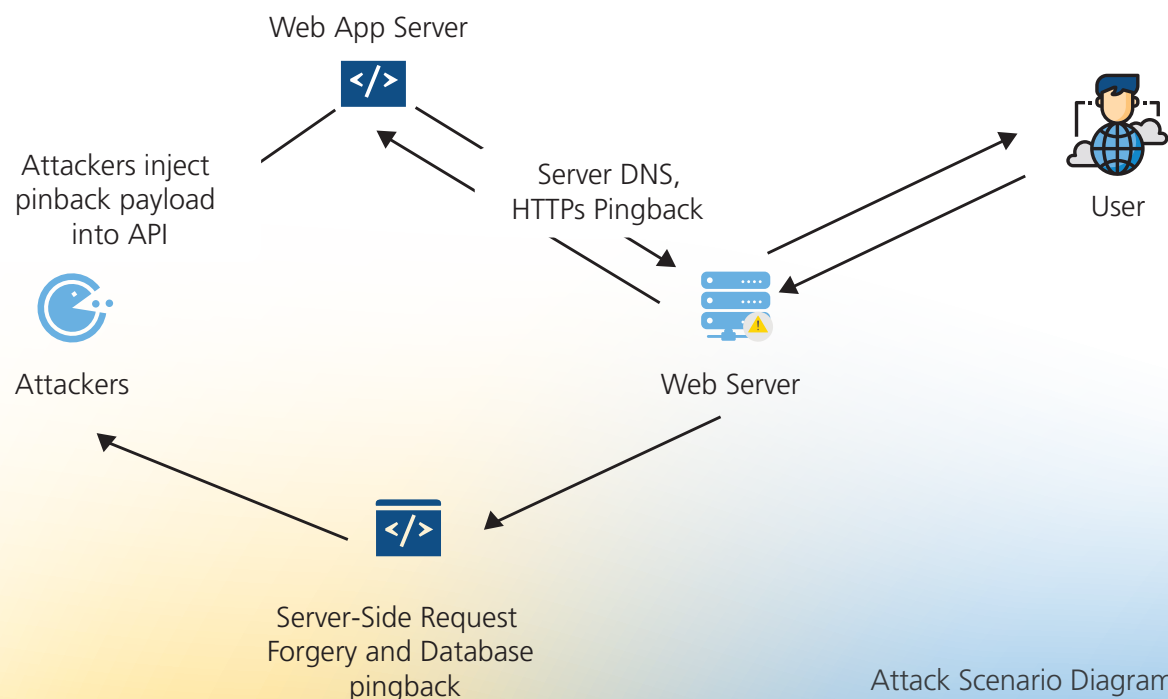 Web App Server
</>
Attackers inject
pinback payload
into API
Server DNS,
HTTPs Pingback
User
Attackers
Web Server
</>
Server-Side Request
Forgery and Database
pingback
Attack Scenario Diagram